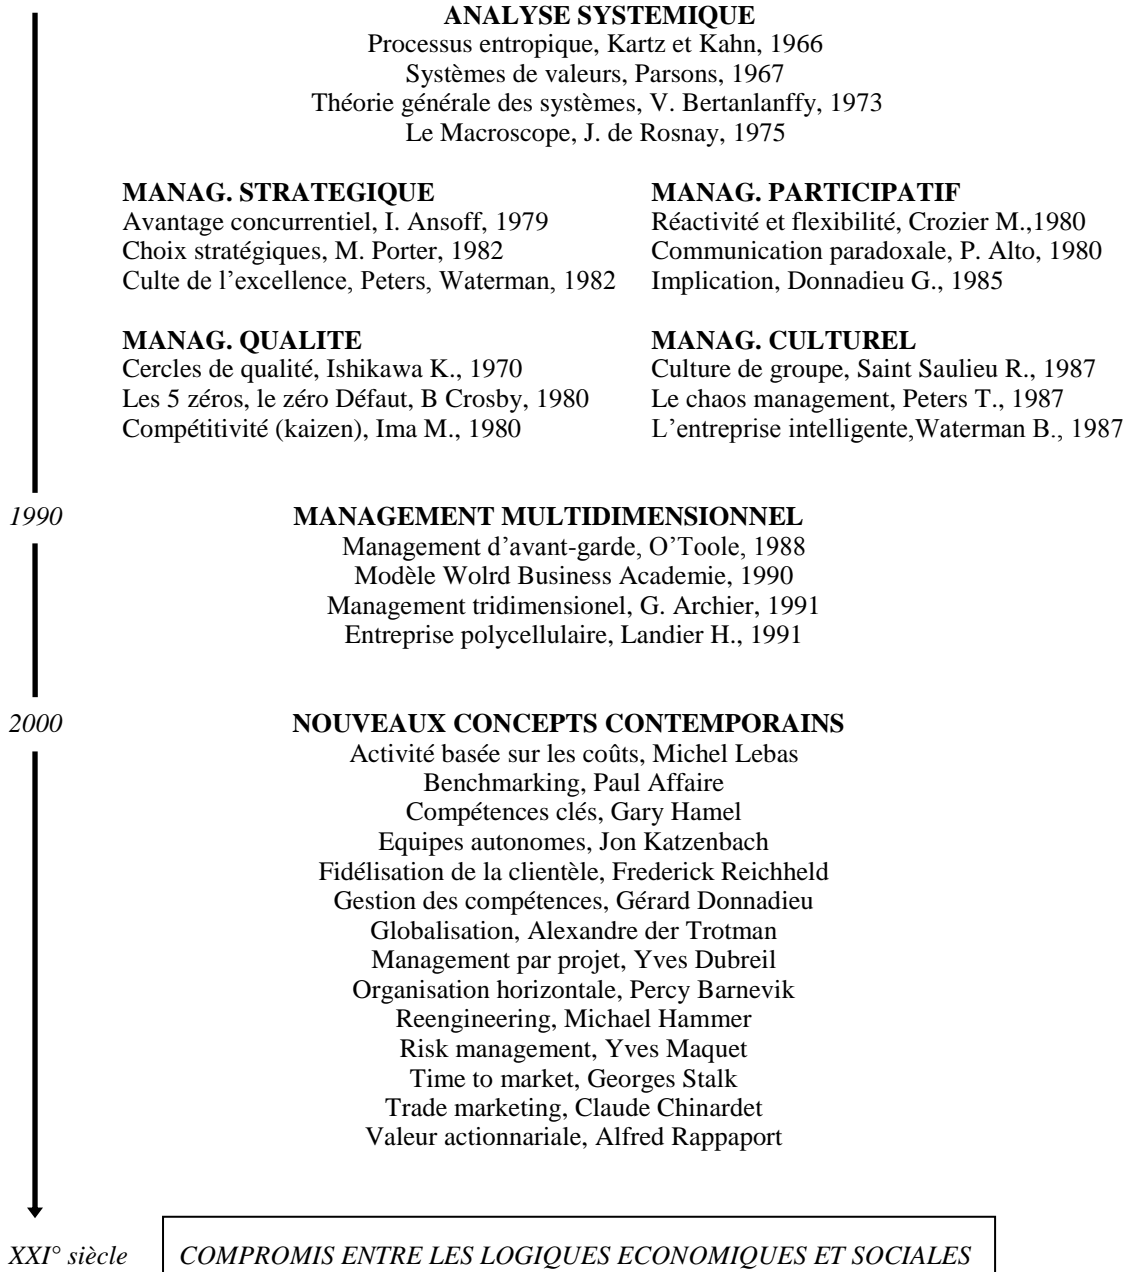 ANALYSE SYSTEMIQUE
Processus entropique, Kartz et Kahn, 1966
Systèmes de valeurs, Parsons, 1967
Théorie générale des systèmes, V. Bertanlanffy, 1973
Le Macroscope, J. de Rosnay, 1975
MANAG. STRATEGIQUE
Avantage concurrentiel, I. Ansoff, 1979
Choix stratégiques, M. Porter, 1982
Culte de l'excellence, Peters, Waterman, 1982
MANAG. PARTICIPATIF
Réactivité et flexibilité, Crozier M.,1980
Communication paradoxale, P. Alto, 1980
Implication, Donnadieu G., 1985
MANAG. QUALITE
Cercles de qualité, Ishikawa K., 1970
Les 5 zéros, le zéro Défaut, B Crosby, 1980
Compétitivité (kaizen), Ima M., 1980
MANAG. CULTUREL
Culture de groupe, Saint Saulieu R., 1987
Le chaos management, Peters T., 1987
L'entreprise intelligente,Waterman B., 1987
1990
MANAGEMENT MULTIDIMENSIONNEL
Management d'avant-garde, O'Toole, 1988
Modèle Wolrd Business Academie, 1990
Management tridimensionel, G. Archier, 1991
Entreprise polycellulaire, Landier H., 1991
2000
NOUVEAUX CONCEPTS CONTEMPORAINS
Activité basée sur les coûts, Michel Lebas
Benchmarking, Paul Affaire
Compétences clés, Gary Hamel
Equipes autonomes, Jon Katzenbach
Fidélisation de la clientèle, Frederick Reichheld
Gestion des compétences, Gérard Donnadieu
Globalisation, Alexandre der Trotman
Management par projet, Yves Dubreil
Organisation horizontale, Percy Barnevik
Reengineering, Michael Hammer
Risk management, Yves Maquet
Time to market, Georges Stalk
Trade marketing, Claude Chinardet
Valeur actionnariale, Alfred Rappaport
XXI° siècle
COMPROMIS ENTRE LES LOGIQUES ECONOMIQUES ET SOCIALES